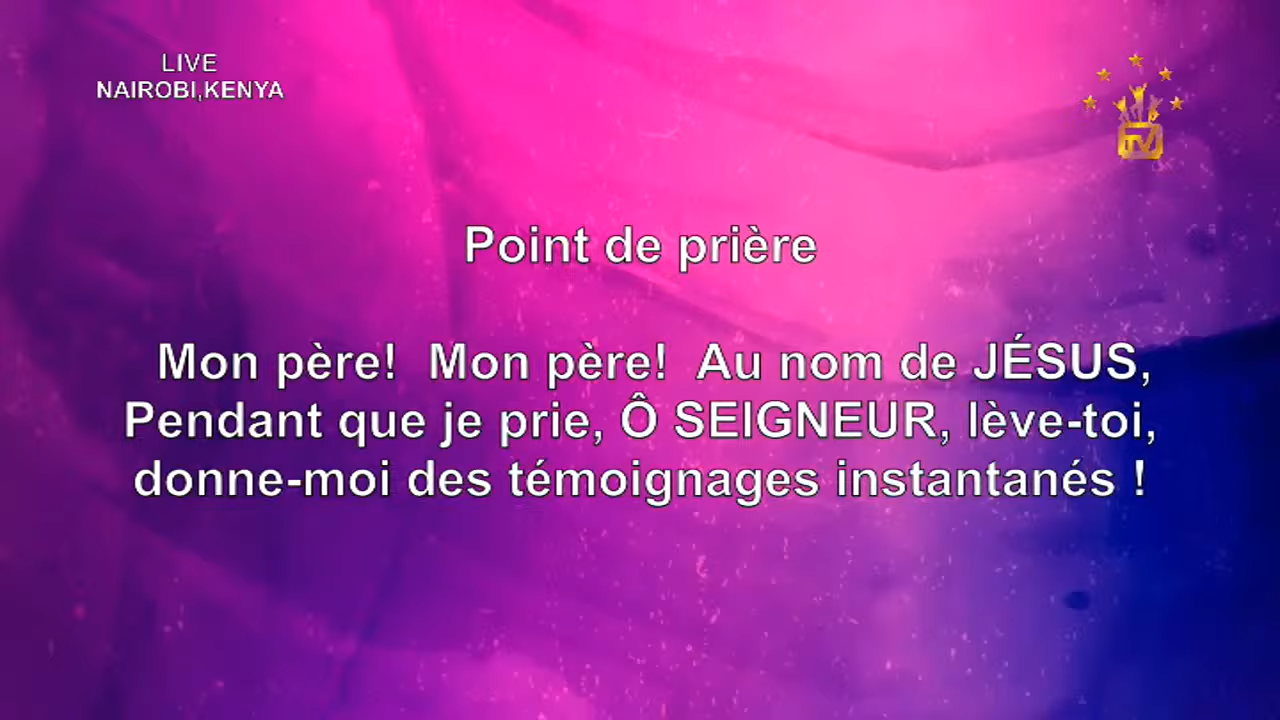 LIVE
NAIROBI,KENYA
TV
Point de prière
Mon père! Mon père! Au nom de JÉSUS,
Pendant que je prie, Ô SEIGNEUR, lève-toi,
donne-moi des témoignages instantanés !